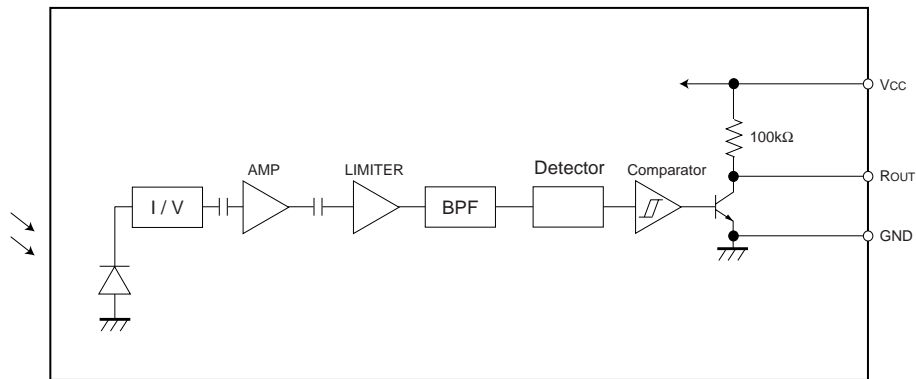 Vcc
100kΩ
AMP
LIMITER
Detector
Comparator
ROUT
I / V
BPF
GND